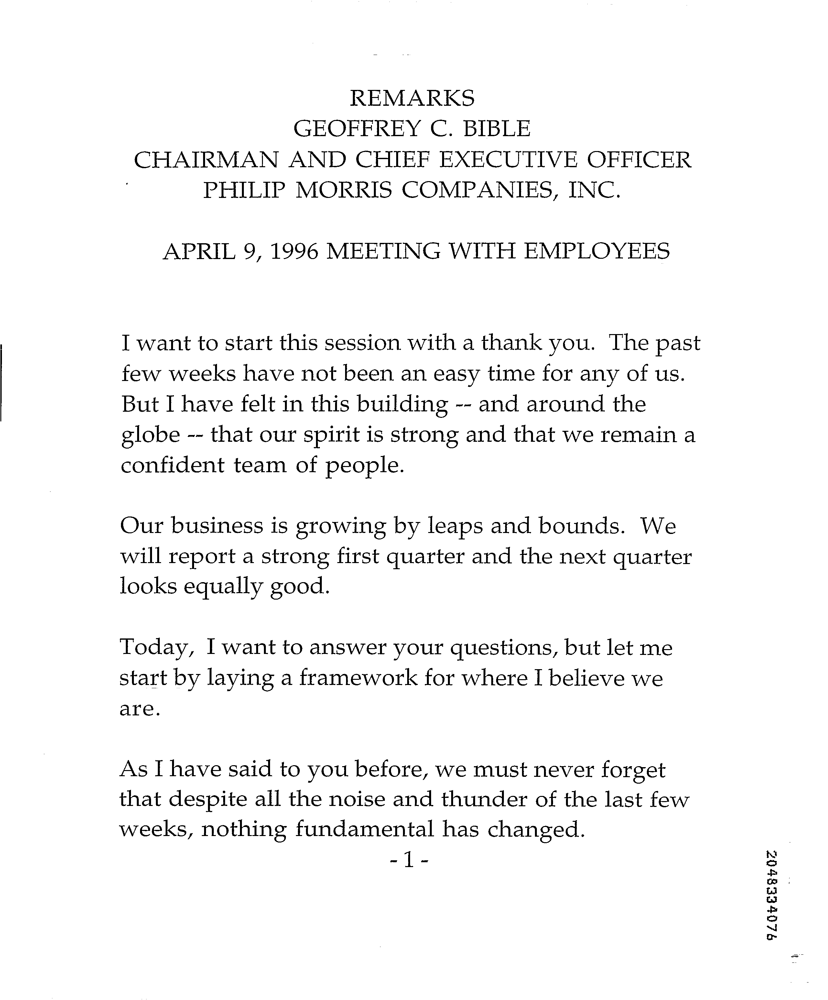 REMARKS
GEOFFREY C. BIBLE
CHAIRMAN AND CHIEF EXECUTIVE OFFICER
PHILIP MORRIS COMPANIES, INC.
APRIL 9, 1996 MEETING WITH EMPLOYEES
I want to start this session with a thank you. The past
few weeks have not been an easy time for any of us.
But I have felt in this building -- and around the
globe -- that our spirit is strong and that we remain a
confident team of people.
Our business is growing by leaps and bounds. We
will report a strong first quarter and the next quarter
looks equally good.
Today, I want to answer your questions, but let me
start by laying a framework for where I believe we
are.
As I have said to you before, we must never forget
that despite all the noise and thunder of the last few
weeks, nothing fundamental has changed.
- 1 -
2048334076